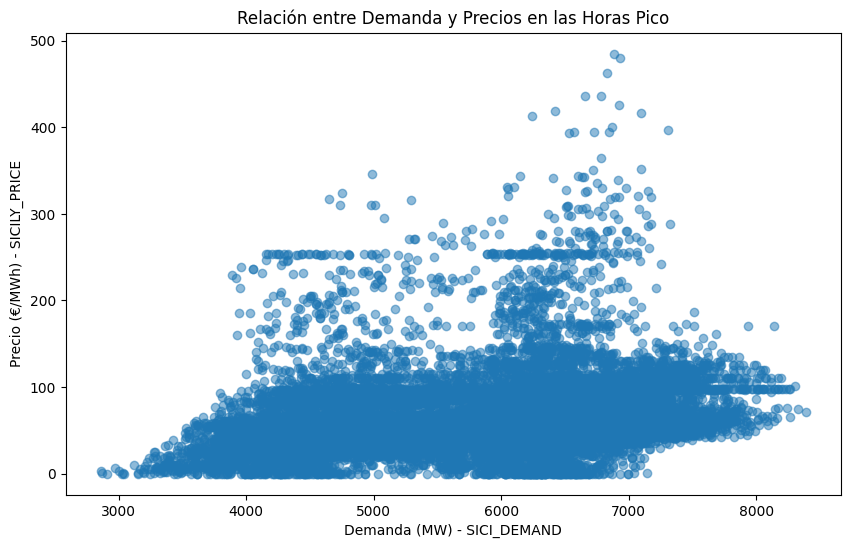 Relación entre Demanda y Precios en las Horas Pico
Precio (€/MWh) - SICILY_PRICE
500
400
300
200
100
0
3000 4000 5000 6000 7000 8000
Demanda (MW) - SICI_DEMAND